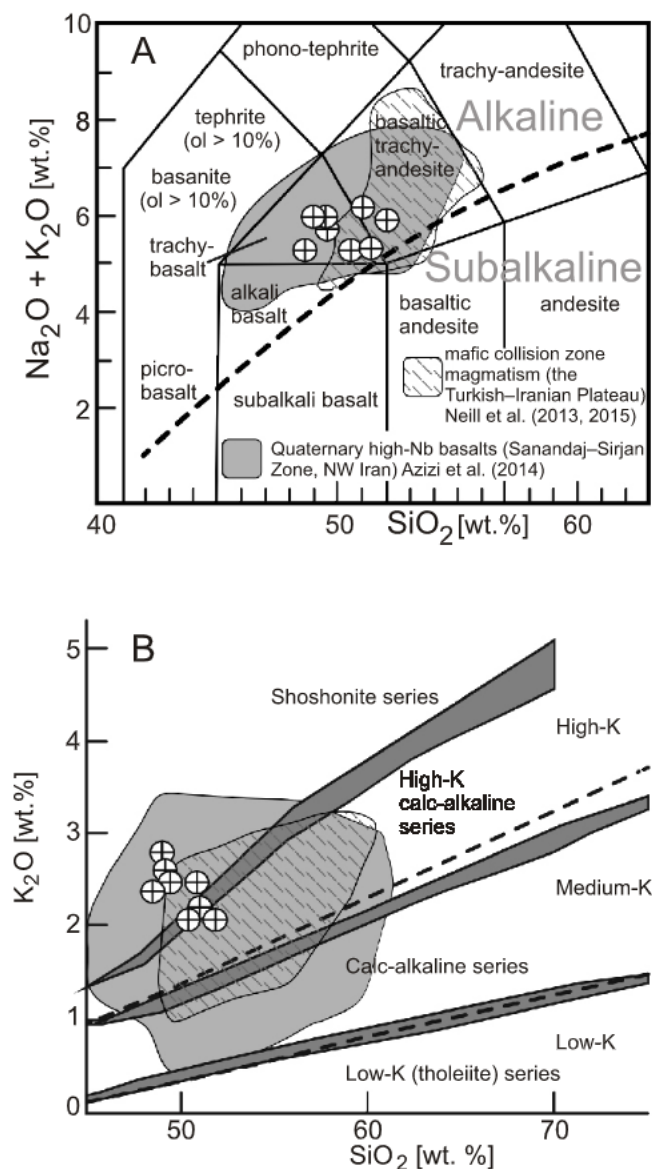 A
10
8
6
4
2
Na2O + K2O [wt.%]
phono-tephrite
trachy-andesite
Alkaline
tephrite
(ol > 10%)
basaltic
trachy-
andesite
basanite
(ol > 10%)
trachy-
basalt
Subalkaline
alkali
basalt
basaltic
andesite
andesite
picro-
basalt
subalkali basalt
mafic collision zone
magmatism (the
Turkish–Iranian Plateau)
Neill et al. (2013, 2015)
Quaternary high-Nb basalts (Sanandaj–Sirjan
Zone, NW Iran) Azizi et al. (2014)
40
50
60
SiO2 [wt.%]
B
5
4
3
2
1
0
K2O [wt.%]
Shoshonite series
High-K
High-K
calc-alkaline
series
Medium-K
Calc-alkaline series
Low-K
Low-K (tholeiite) series
50
60
70
SiO2 [wt. %]